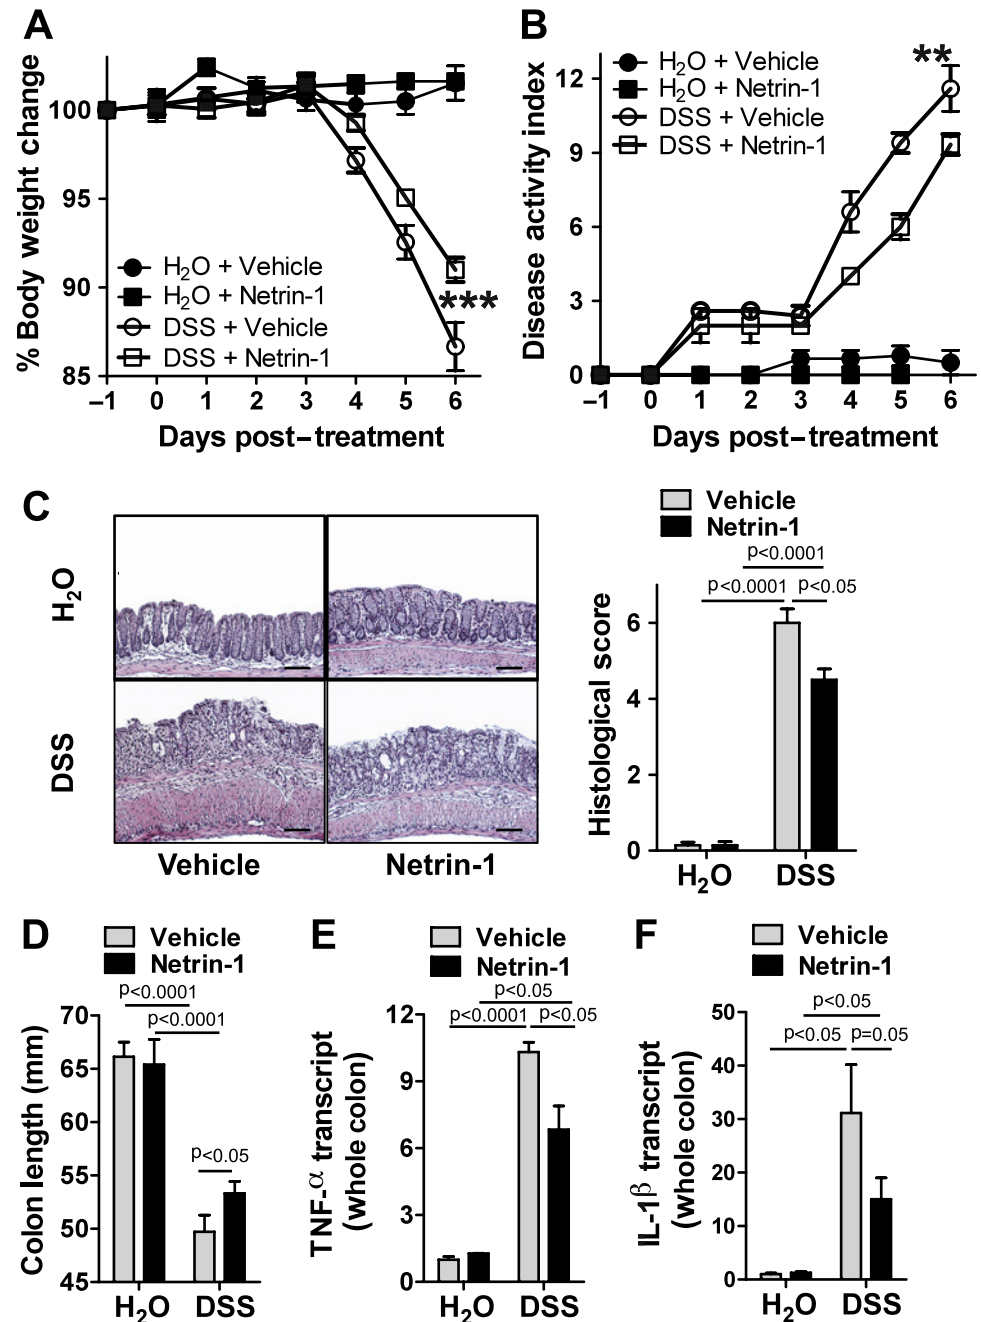 A
% Body weight change
100
95
90
85
H2O + Vehicle
H2O + Netrin-1
DSS + Vehicle
DSS + Netrin-1
***
–1 0 1 2 3 4 5 6
Days post–treatment
B
Disease activity index
12
9
6
3
0
H2O + Vehicle
H2O + Netrin-1
DSS + Vehicle
DSS + Netrin-1
**
–1 0 1 2 3 4 5 6
Days post–treatment
C
H2O
DSS
Vehicle Netrin-1
Vehicle
Netrin-1
p<0.0001
p<0.0001 p<0.05
Histological score
6
4
2
0
H2O DSS
D
Vehicle
Netrin-1
p<0.0001
p<0.0001
p<0.05
Colon length (mm)
70
65
60
55
50
45
H2O DSS
E
Vehicle
Netrin-1
p<0.05
p<0.0001 p<0.05
TNF-α transcript
(whole colon)
12
9
6
3
0
H2O DSS
F
Vehicle
Netrin-1
p<0.05
p<0.05 p=0.05
IL-1β transcript
(whole colon)
50
40
30
20
10
0
H2O DSS